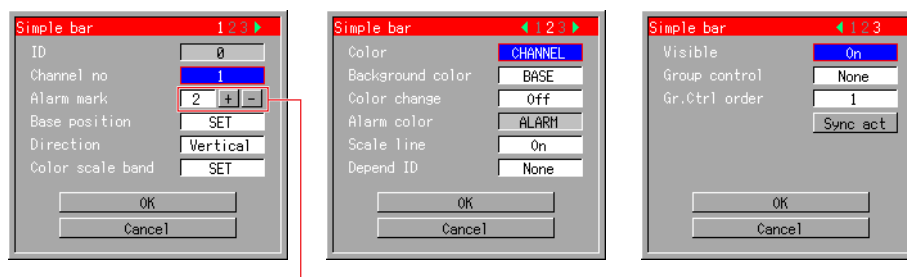 Simple bar 1 2 3
ID 0
Channel no 1
Alarm mark 2 + -
Base position SET
Direction Vertical
Color scale band SET
OK
Cancel
Simple bar 1 2 3
Color CHANNEL
Background color BASE
Color change Off
Alarm color ALARM
Scale line On
Depend ID None
OK
Cancel
Simple bar 1 2 3
Visible On
Group control None
Gr.Ctrl order 1
Sync act
OK
Cancel